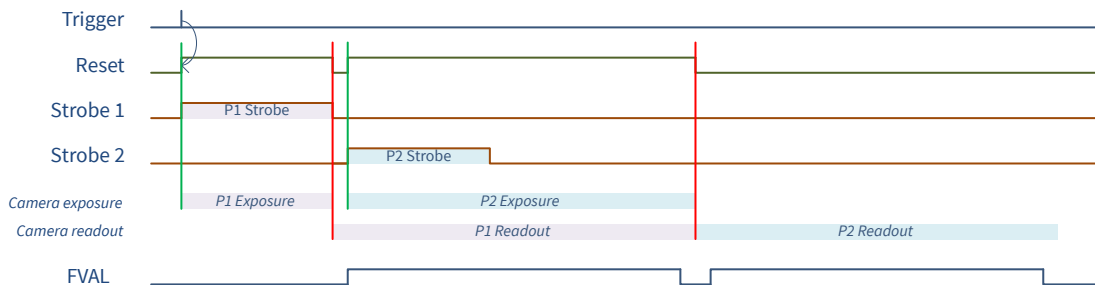 Trigger
Reset
Strobe 1
P1 Strobe
Strobe 2
P2 Strobe
Camera exposure
P1 Exposure
P2 Exposure
Camera readout
P1 Readout
P2 Readout
FVAL